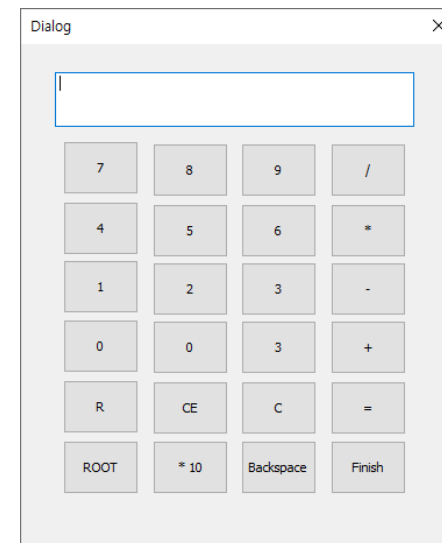 Dialog
7 8 9 /
4 5 6 *
1 2 3 -
0 0 3 +
R CE C =
ROOT * 10 Backspace Finish